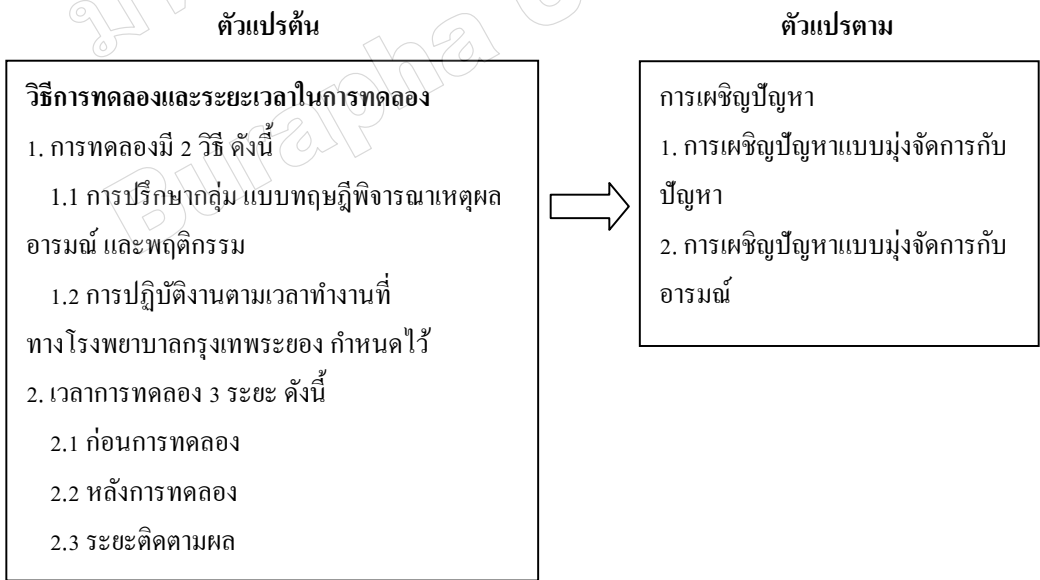 ตัวแปรต้น
วิธีการทดลองและระยะเวลาในการทดลอง
1. การทดลองมี 2 วิธี ดังนี้
1.1 การปรึกษากลุ่ม แบบทฤษฎีพิจารณาเหตุผล
อารมณ์ และพฤติกรรม
1.2 การปฏิบัติงานตามเวลาทำงานที่
ทางโรงพยาบาลกรุงเทพระยอง กำหนดไว้
2. เวลาการทดลอง 3 ระยะ ดังนี้
2.1 ก่อนการทดลอง
2.2 หลังการทดลอง
2.3 ระยะติดตามผล
ตัวแปรตาม
การเผชิญปัญหา
1. การเผชิญปัญหาแบบมุ่งจัดการกับ
ปัญหา
2. การเผชิญปัญหาแบบมุ่งจัดการกับ
อารมณ์
Burapha